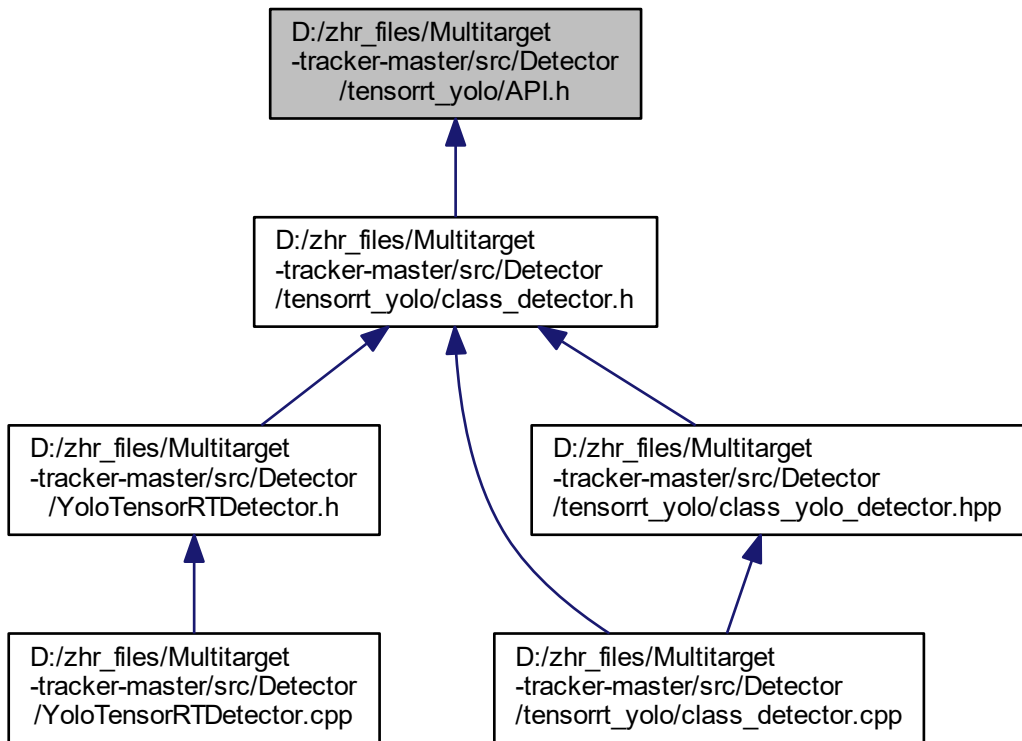 D:/zhr_files/Multitarget
-tracker-master/src/Detector
/tensorrt_yolo/API.h
D:/zhr_files/Multitarget
-tracker-master/src/Detector
/tensorrt_yolo/class_detector.h
D:/zhr_files/Multitarget
-tracker-master/src/Detector
/YoloTensorRTDetector.h
D:/zhr_files/Multitarget
-tracker-master/src/Detector
/tensorrt_yolo/class_yolo_detector.hpp
D:/zhr_files/Multitarget
-tracker-master/src/Detector
/YoloTensorRTDetector.cpp
D:/zhr_files/Multitarget
-tracker-master/src/Detector
/tensorrt_yolo/class_detector.cpp